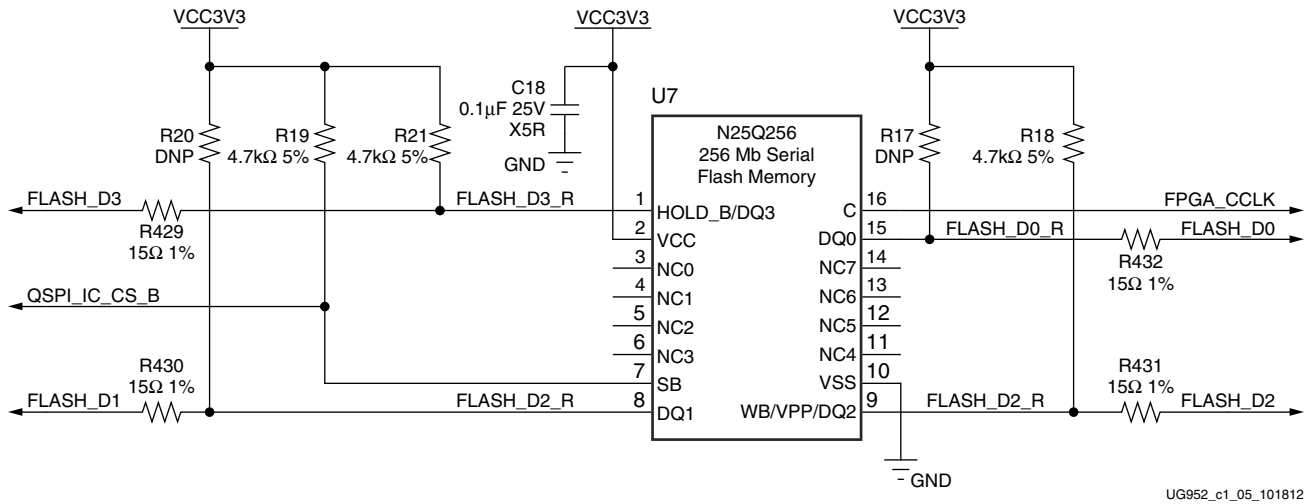 VCC3V3
VCC3V3
VCC3V3
R20
DNP
R19
4.7kΩ 5%
R21
4.7kΩ 5%
C18
0.1μF 25V
X5R
GND
U7
N25Q256
256 Mb Serial
Flash Memory
R17
DNP
R18
4.7kΩ 5%
FLASH_D3
R429
15Ω 1%
FLASH_D3_R
1
HOLD_B/DQ3
2
VCC
3
NC0
4
NC1
5
NC2
6
NC3
7
SB
8
DQ1
QSPI_IC_CS_B
R430
15Ω 1%
FLASH_D1
FLASH_D2_R
C
16
FPGA_CCLK
DQ0
15
FLASH_D0_R
FLASH_D0
R432
15Ω 1%
NC7
14
NC6
13
NC5
12
NC4
11
VSS
10
WB/VPP/DQ2
9
FLASH_D2_R
R431
15Ω 1%
FLASH_D2
GND
UG952_c1_05_101812